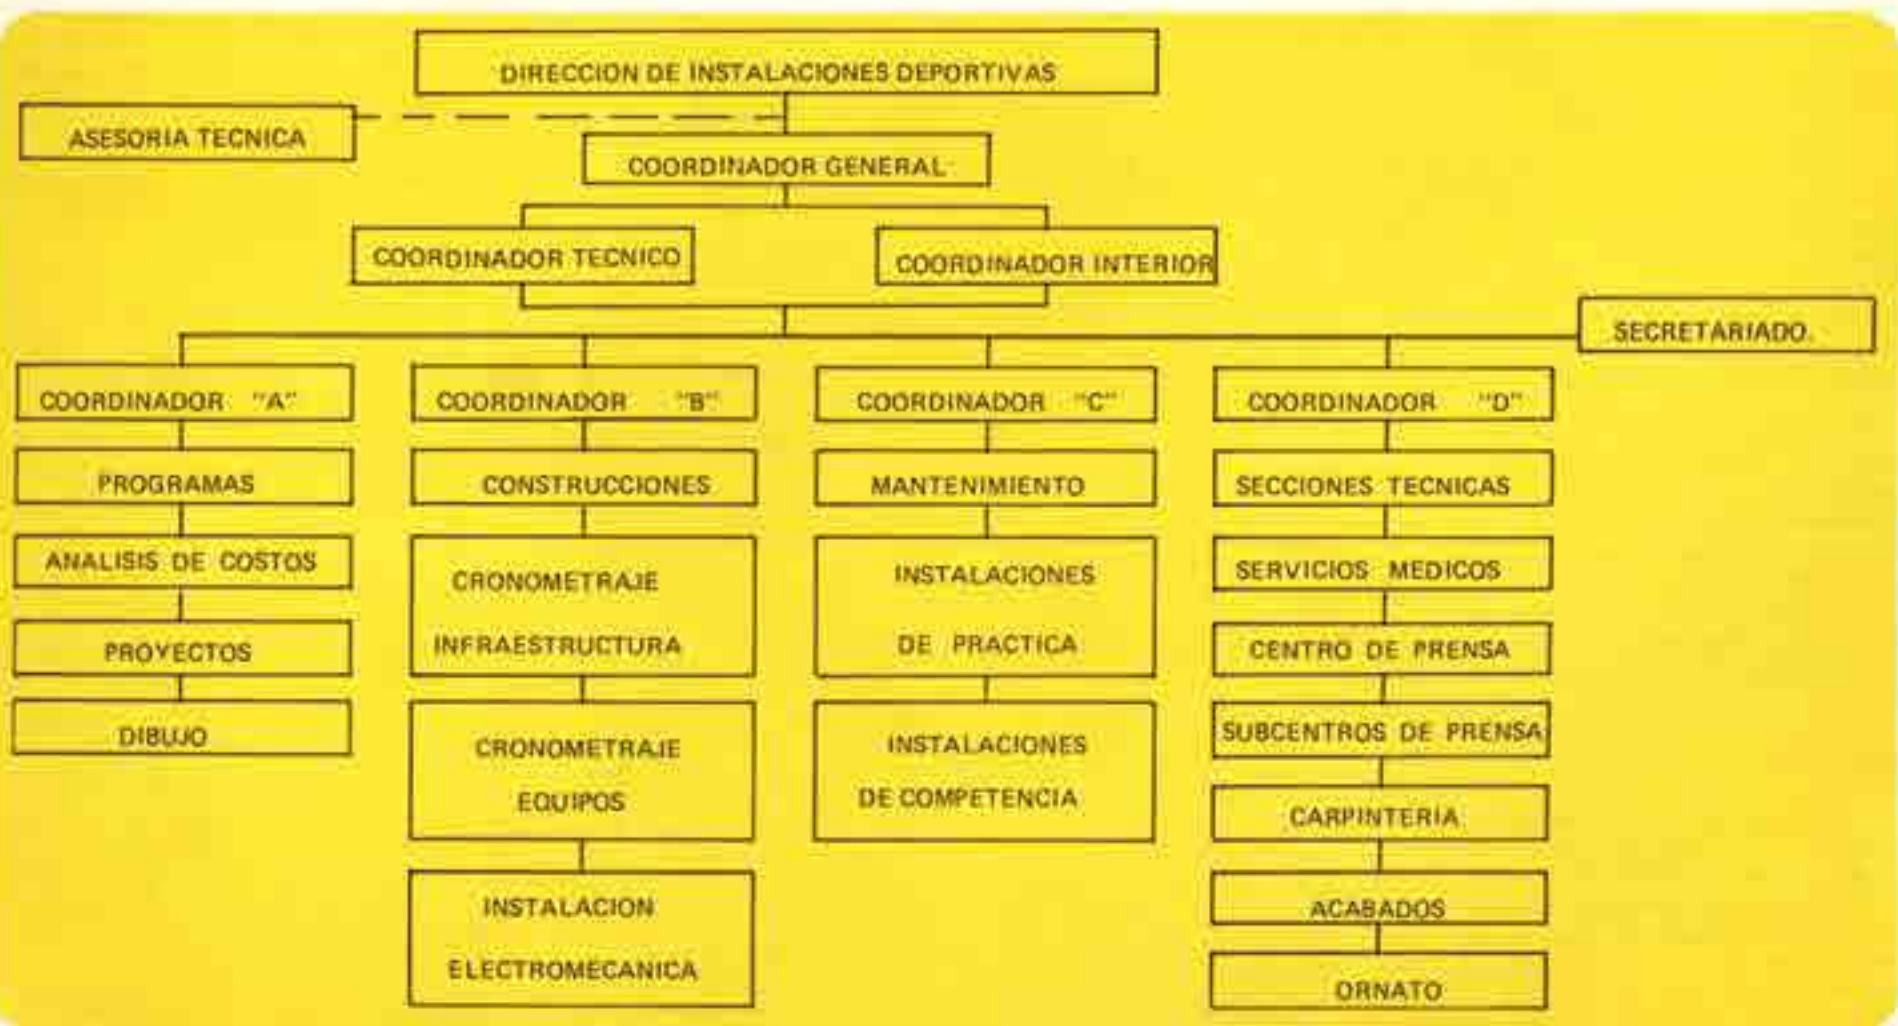 DIRECCION DE INSTALACIONES DEPORTIVAS
ASESORIA TECNICA
COORDINADOR GENERAL
COORDINADOR TECNICO
COORDINADOR INTERIOR
SECRETARIADO.
COORDINADOR "A"
PROGRAMAS
ANALISIS DE COSTOS
PROYECTOS
DIBUJO
COORDINADOR "B"
CONSTRUCCIONES
CRONOMETRAJE
INFRAESTRUCTURA
CRONOMETRAJE
EQUIPOS
INSTALACION
ELECTROMECANICA
COORDINADOR "C"
MANTENIMIENTO
INSTALACIONES
DE PRACTICA
INSTALACIONES
DE COMPETENCIA
COORDINADOR "D"
SECCIONES TECNICAS
SERVICIOS MEDICOS
CENTRO DE PRENSA
SUBCENTROS DE PRENSA
CARPINTERIA
ACABADOS
ORNATO